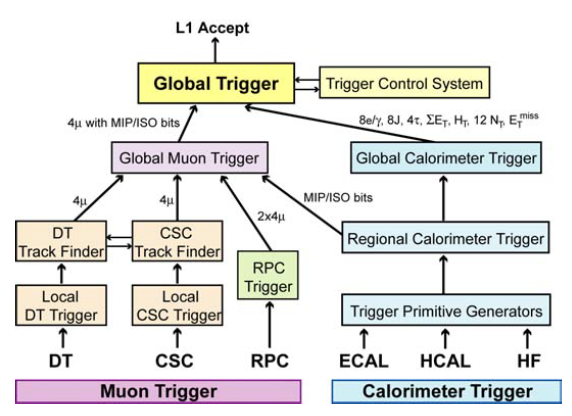 L1 Accept
Global Trigger
Trigger Control System
4μ with MIP/ISO bits
8e/γ, 8J, 4τ, ΣE_T, H_T, 12 N_T, E_T^miss
Global Muon Trigger
Global Calorimeter Trigger
4μ
4μ
2x4μ
MIP/ISO bits
DT
Track Finder
CSC
Track Finder
Regional Calorimeter Trigger
RPC
Trigger
Local
DT Trigger
Local
CSC Trigger
Trigger Primitive Generators
DT
CSC
RPC
ECAL
HCAL
HF
Muon Trigger
Calorimeter Trigger